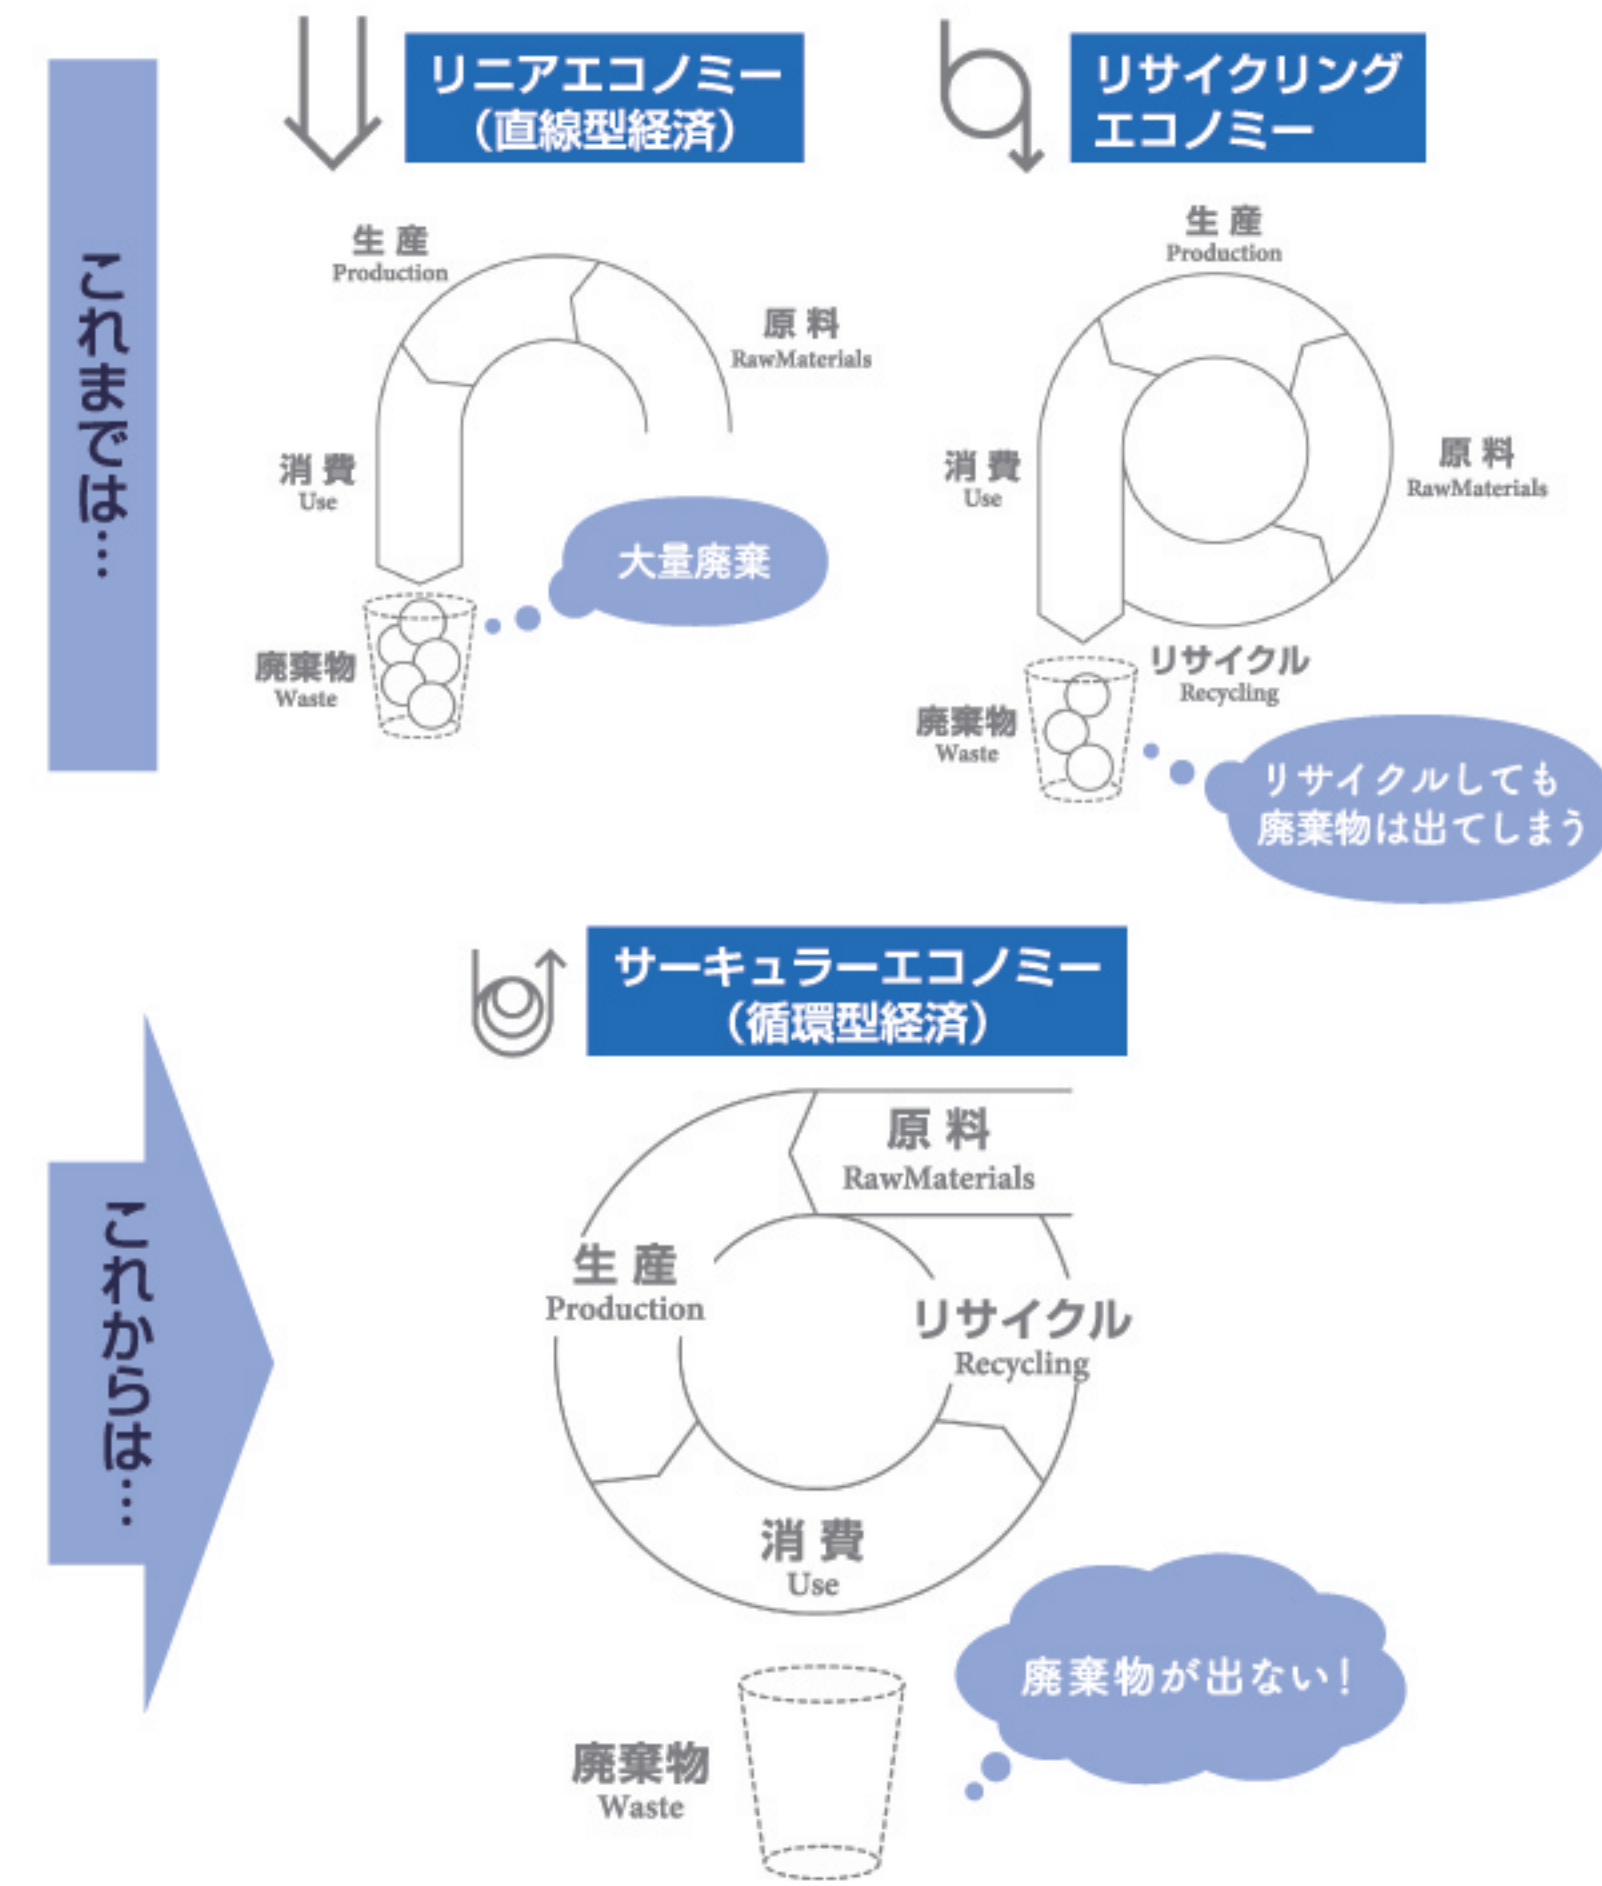 これまでは…
リニアエコノミー
（直線型経済）
生産
Production
原料
RawMaterials
消費
Use
大量廃棄
廃棄物
Waste
リサイクリング
エコノミー
生産
Production
原料
RawMaterials
消費
Use
リサイクル
Recycling
廃棄物
Waste
リサイクルしても
廃棄物は出てしまう
これからは…
サーキュラーエコノミー
（循環型経済）
原料
RawMaterials
生産
Production
リサイクル
Recycling
消費
Use
廃棄物が出ない！
廃棄物
Waste